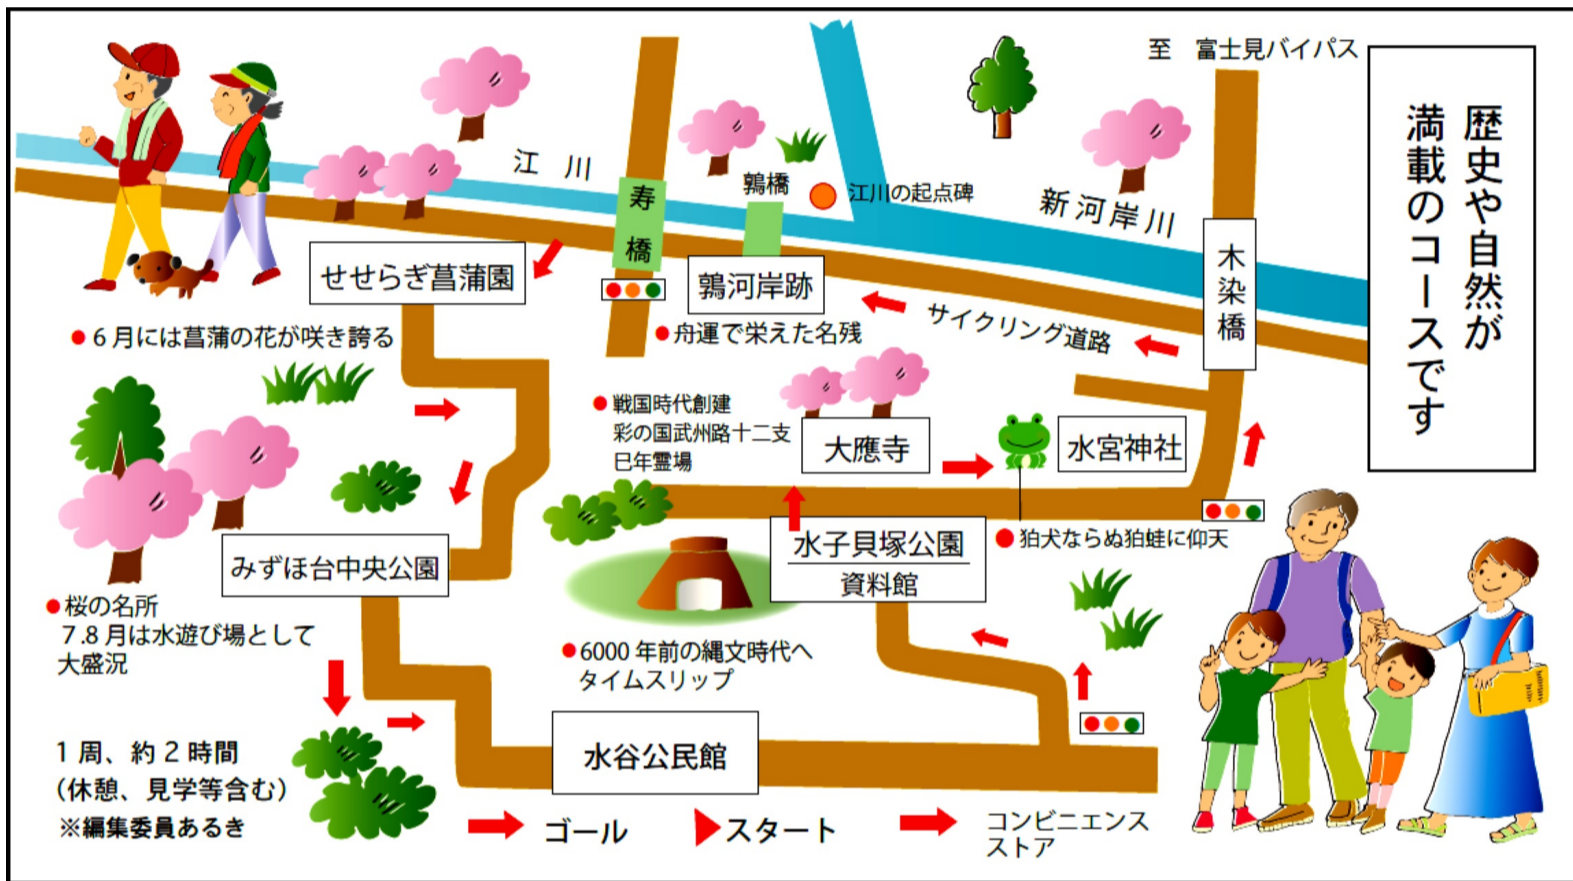 歴史や自然が
満載のコースです
至　富士見バイパス
江川
寿橋
鶉橋
江川の起点碑
新河岸川
木染橋
せせらぎ菖蒲園
鶉河岸跡
サイクリング道路
●6月には菖蒲の花が咲き誇る
●舟運で栄えた名残
●戦国時代創建
彩の国武州路十二支
巳年霊場
大應寺
水宮神社
●狛犬ならぬ狛蛙に仰天
水子貝塚公園
資料館
みずほ台中央公園
●桜の名所
7.8月は水遊び場として
大盛況
●6000年前の縄文時代へ
タイムスリップ
水谷公民館
1周、約2時間
(休憩、見学等含む)
※編集委員あるき
ゴール
スタート
コンビニエンス
ストア